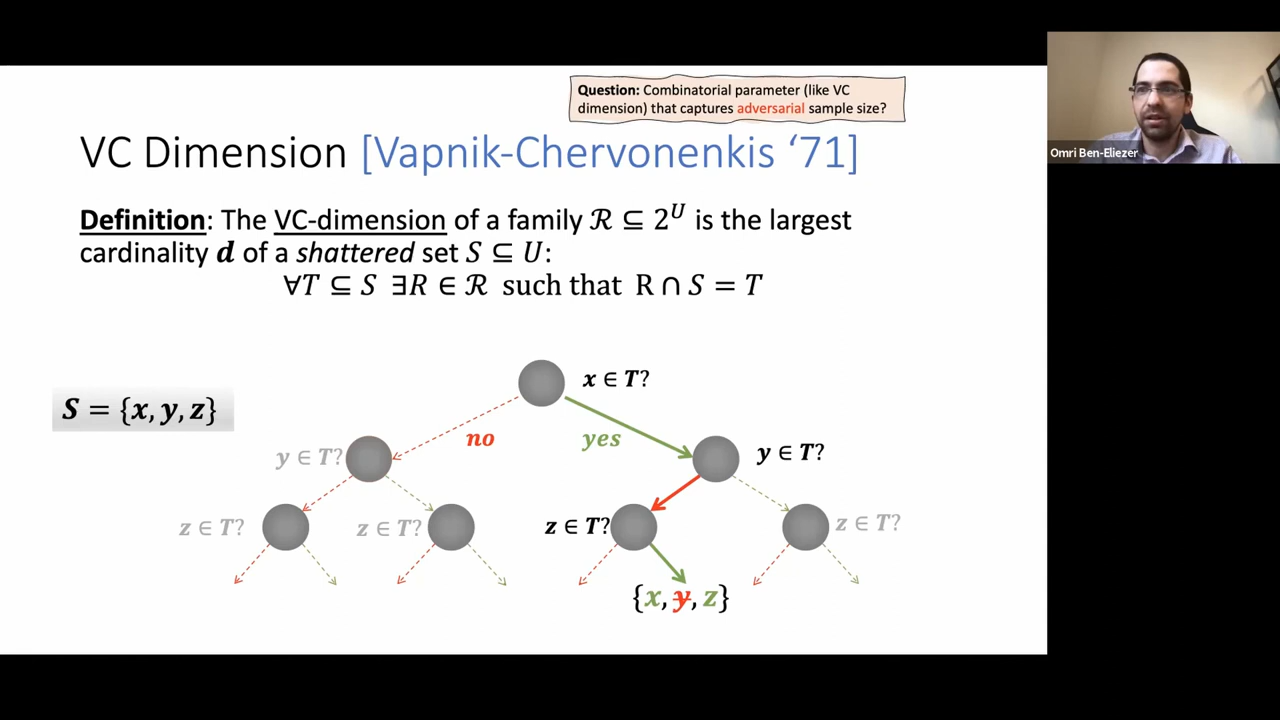 Question: Combinatorial parameter (like VC
dimension) that captures adversarial sample size?
VC Dimension [Vapnik-Chervonenkis ‘71]
Definition: The VC-dimension of a family ℛ ⊆ 2^U is the largest
cardinality d of a shattered set S ⊆ U:
∀T ⊆ S ∃R ∈ ℛ such that R ∩ S = T
Omri Ben-Eliezer
x ∈ T?
S = {x, y, z}
no
yes
y ∈ T?
y ∈ T?
z ∈ T?
z ∈ T?
z ∈ T?
z ∈ T?
{x, y, z}